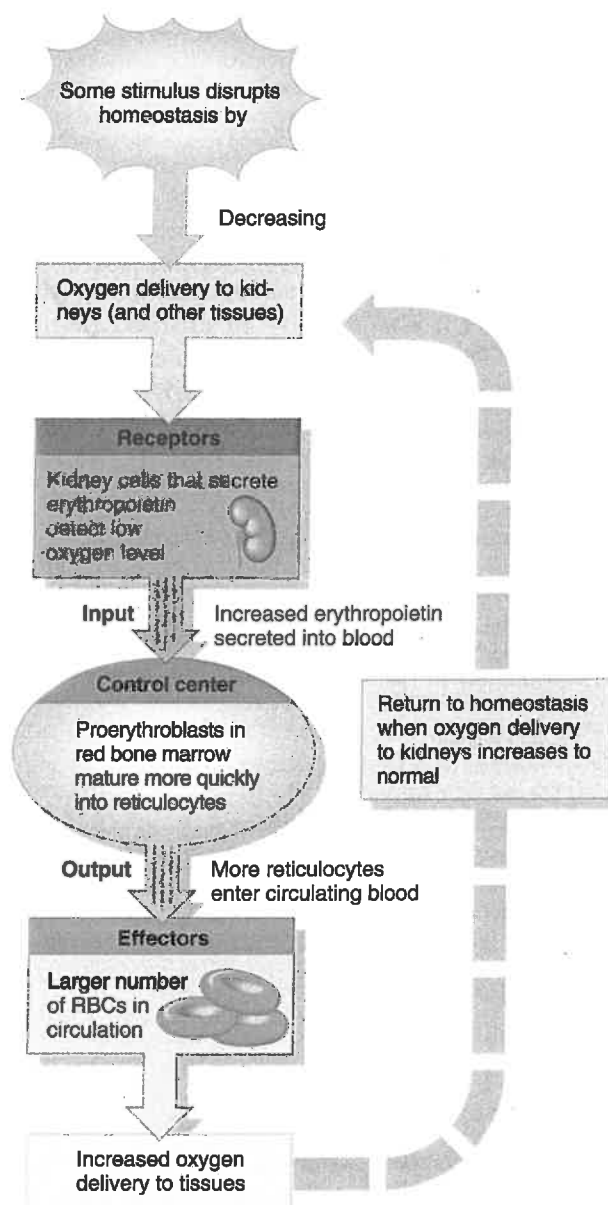 Some stimulus disrupts
homeostasis by
Decreasing
Oxygen delivery to kid-
neys (and other tissues)
Receptors
Kidney cells that secrete
erythropoietin
detect low
oxygen level
Input
Increased erythropoietin
secreted into blood
Control center
Proerythroblasts in
red bone marrow
mature more quickly
into reticulocytes
Return to homeostasis
when oxygen delivery
to kidneys increases to
normal
Output
More reticulocytes
enter circulating blood
Effectors
Larger number
of RBCs in
circulation
Increased oxygen
delivery to tissues